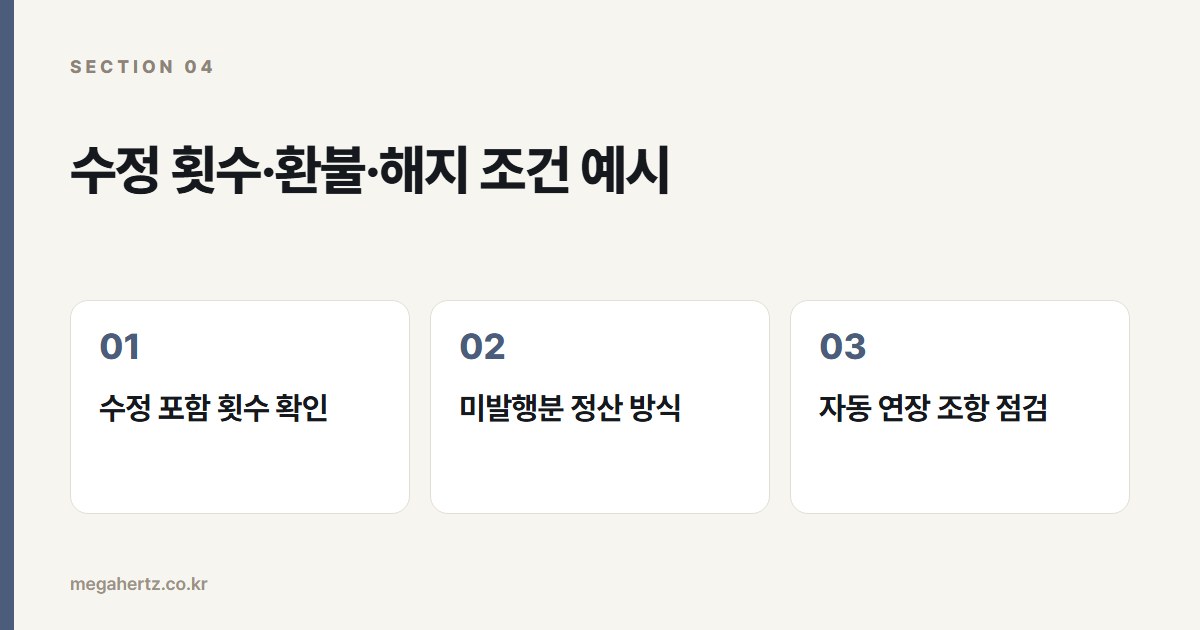 SECTION 04
수정 횟수·환불·해지 조건 예시
01
수정 포함 횟수 확인
02
미발행분 정산 방식
03
자동 연장 조항 점검
megahertz.co.kr